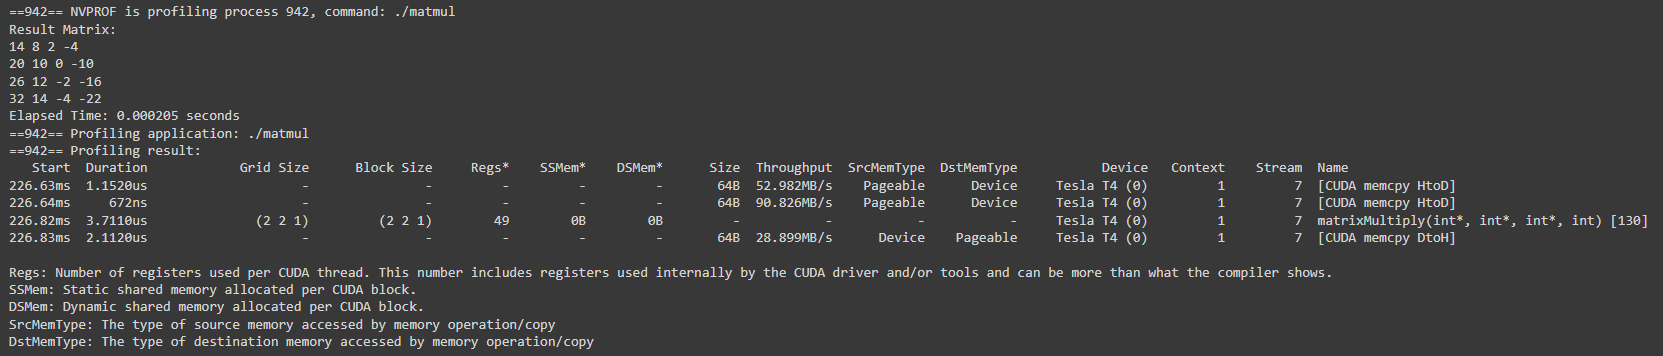 ==942== NVPROF is profiling process 942, command: ./matmul
Result Matrix:
14 8 2 -4
20 10 0 -10
26 12 -2 -16
32 14 -4 -22
Elapsed Time: 0.000205 seconds
==942== Profiling application: ./matmul
==942== Profiling result:
   Start  Duration            Grid Size      Block Size     Regs*    SSMem*    DSMem*      Size  Throughput  SrcMemType  DstMemType           Device   Context    Stream  Name
226.63ms  1.1520us                    -               -         -         -         -       64B  52.982MB/s    Pageable      Device     Tesla T4 (0)         1         7  [CUDA memcpy HtoD]
226.64ms     672ns                    -               -         -         -         -       64B  90.826MB/s    Pageable      Device     Tesla T4 (0)         1         7  [CUDA memcpy HtoD]
226.82ms  3.7110us              (2 2 1)         (2 2 1)        49        0B        0B         -           -           -           -     Tesla T4 (0)         1         7  matrixMultiply(int*, int*, int*, int) [130]
226.83ms  2.1120us                    -               -         -         -         -       64B  28.899MB/s      Device    Pageable     Tesla T4 (0)         1         7  [CUDA memcpy DtoH]
Regs: Number of registers used per CUDA thread. This number includes registers used internally by the CUDA driver and/or tools and can be more than what the compiler shows.
SSMem: Static shared memory allocated per CUDA block.
DSMem: Dynamic shared memory allocated per CUDA block.
SrcMemType: The type of source memory accessed by memory operation/copy
DstMemType: The type of destination memory accessed by memory operation/copy